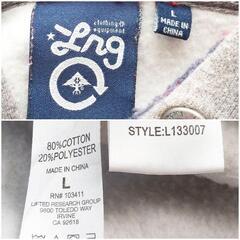 clothing &
equipment
Lrg
L
MADE IN
CHINA
STYLE:L133007
80%COTTON
20%POLYESTER
MADE IN CHINA
L
RN# 103411
LIFTED RESEARCH GROUP
9600 TOLEDO WAY
IRVINE
CA 92618